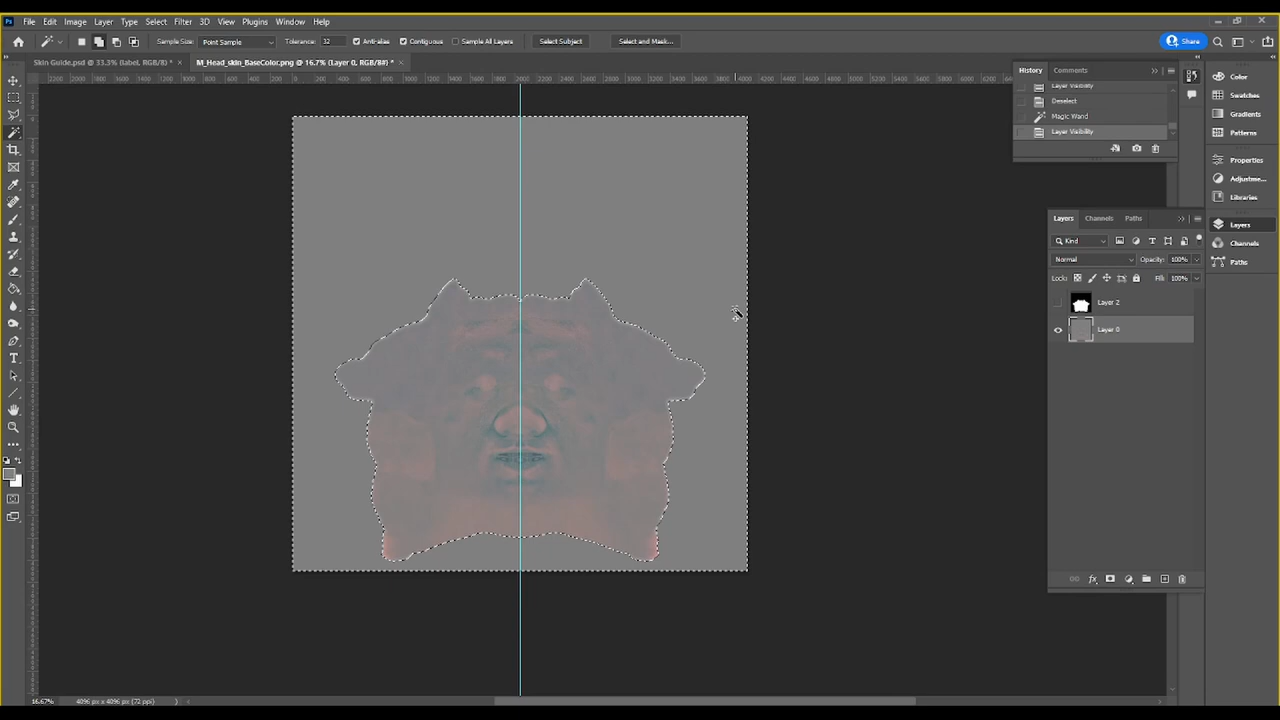 Ps File Edit Image Layer Type Select Filter 3D View Plugins Window Help
Sample Size: Point Sample Tolerance: 32 Anti-alias Contiguous Sample All Layers Select Subject Select and Mask... Share
Skin Guide.psd @ 33.3% (label, RGB/8) * × M_Head_skin_BaseColor.png @ 16.7% (Layer 0, RGB/8#) * ×
History Comments
Layer Visibility
Deselect
Magic Wand
Layer Visibility
Color
Swatches
Gradients
Patterns
Properties
Adjustme...
Libraries
Layers
Channels
Paths
Layers Channels Paths
Kind
Normal Opacity: 100%
Lock: Fill: 100%
Layer 2
Layer 0
16.67% 4096 px x 4096 px (72 ppi)